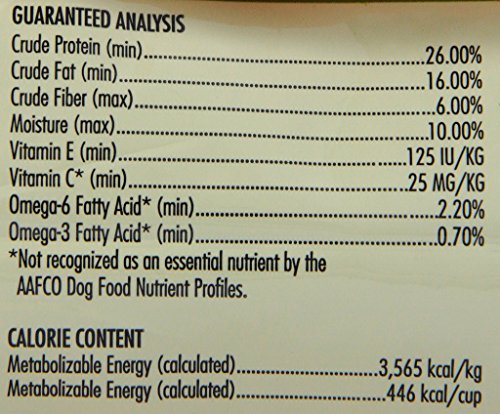 GUARANTEED ANALYSIS
Crude Protein (min)........................................26.00%
Crude Fat (min)..............................................16.00%
Crude Fiber (max)............................................6.00%
Moisture (max)..............................................10.00%
Vitamin E (min).......................................125 IU/KG
Vitamin C* (min)......................................25 MG/KG
Omega-6 Fatty Acid* (min)...............................2.20%
Omega-3 Fatty Acid* (min)...............................0.70%
*Not recognized as an essential nutrient by the
AAFCO Dog Food Nutrient Profiles.
CALORIE CONTENT
Metabolizable Energy (calculated)....................3,565 kcal/kg
Metabolizable Energy (calculated).....................446 kcal/cup